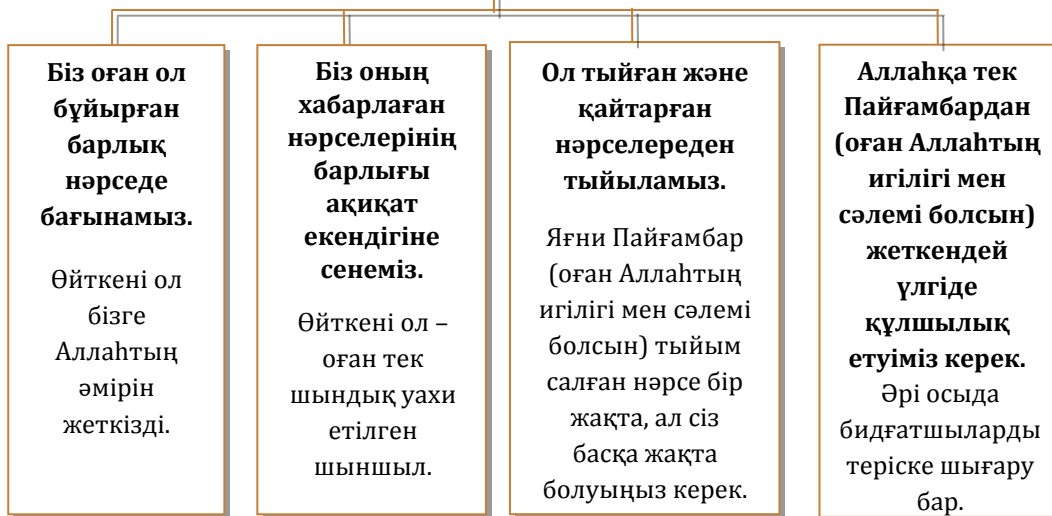 Біз оған ол
бұйырған
барлық
нәрседе
бағынамыз.
Өйткені ол
бізге
Аллаһтың
әмірін
жеткізді.
Біз оның
хабарлаған
нәрселерінің
барлығы
ақиқат
екендігіне
сенеміз.
Өйткені ол –
оған тек
шындық уахи
етілген
шыншыл.
Ол тыйған және
қайтарған
нәрселереден
тыйыламыз.
Яғни Пайғамбар
(оған Аллаһтың
игілігі мен сәлемі
болсын) тыйым
салған нәрсе бір
жақта, ал сіз
басқа жақта
болуыңыз керек.
Аллаһқа тек
Пайғамбардан
(оған Аллаһтың
игілігі мен
сәлемі болсын)
жеткендей
үлгіде
құлшылық
етуіміз керек.
Әрі осыда
бидғатшыларды
теріске шығару
бар.